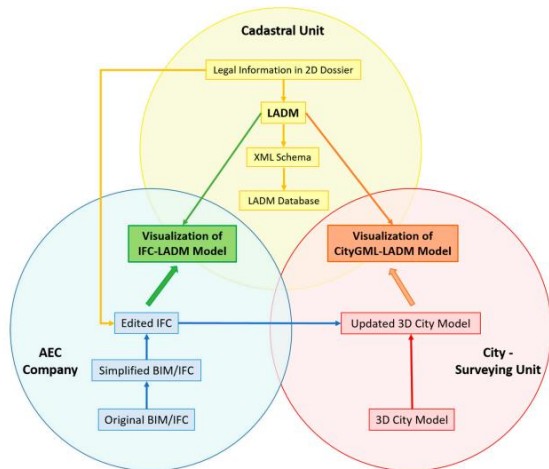 Cadastral Unit
Legal Information in 2D Dossier
LADM
XML Schema
LADM Database
Visualization of
IFC-LADM Model
Visualization of
CityGML-LADM Model
Edited IFC
Updated 3D City Model
AEC
Company
City -
Surveying Unit
Simplified BIM/IFC
Original BIM/IFC
3D City Model